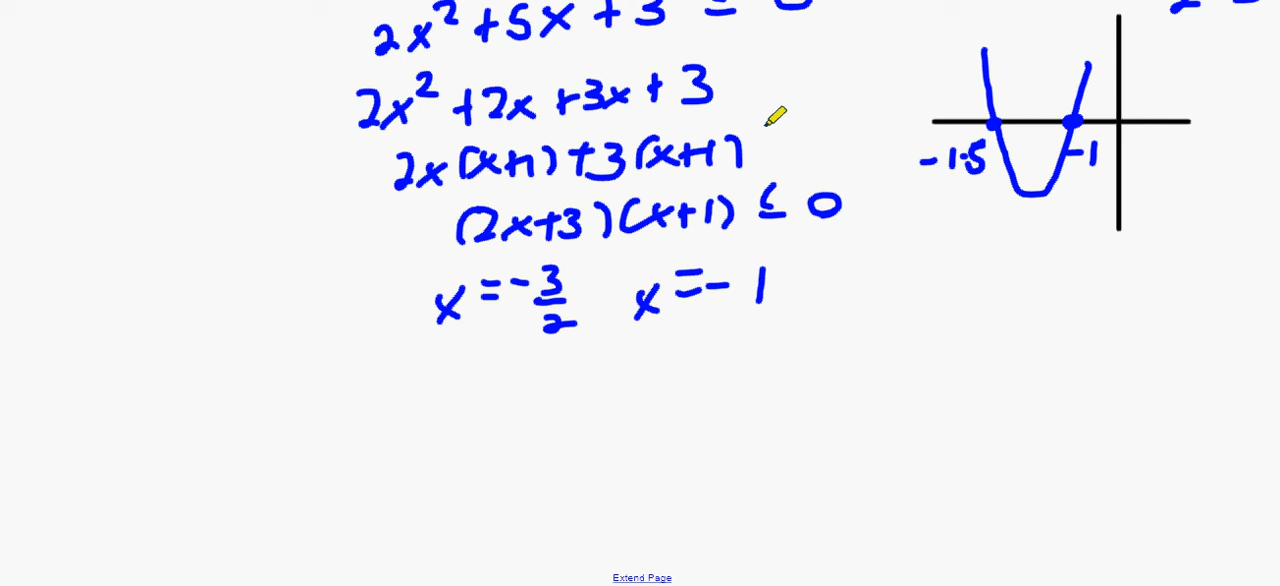 2x² + 5x + 3 ≤ 0
2x² + 2x + 3x + 3
2x (x+1) + 3 (x+1)
(2x+3)(x+1) ≤ 0
x = -3/2 x = -1
-1.5 -1
Extend Page